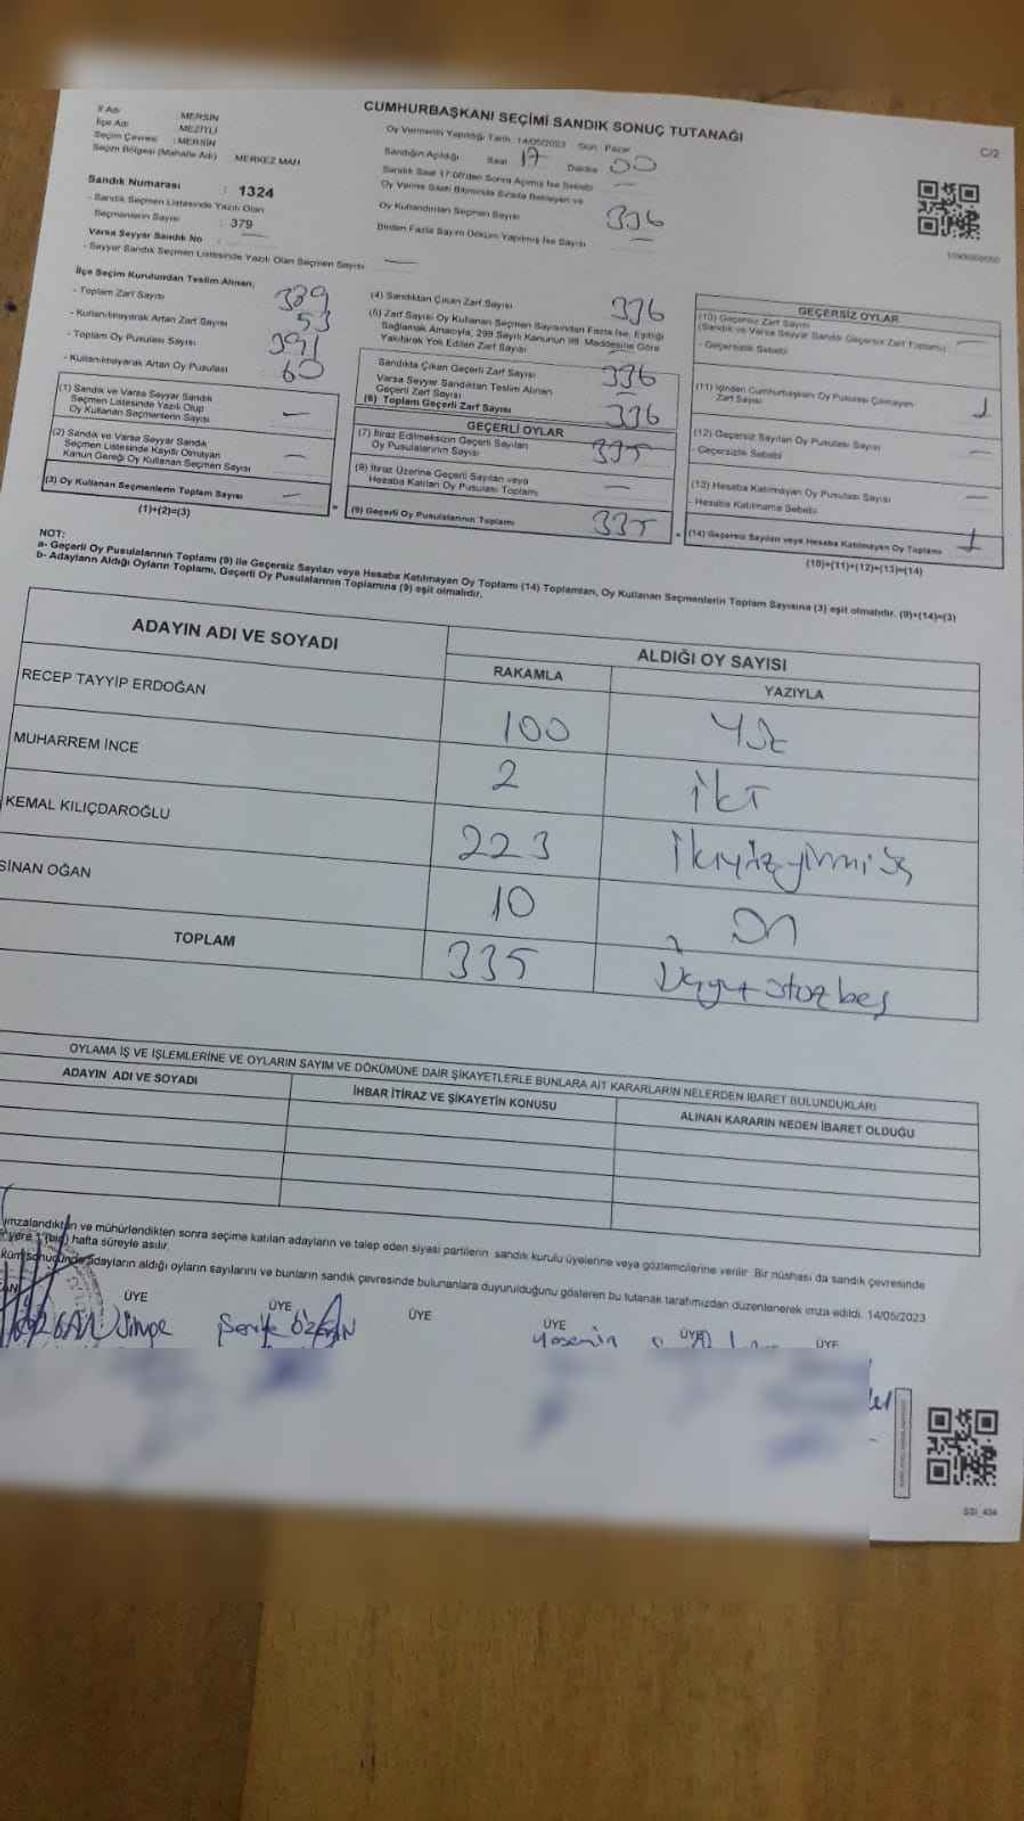 CUMHURBAŞKANI SEÇİMİ SANDIK SONUÇ TUTANAĞI
C/2
İl Adı : MERSİN
İlçe Adı : MEZİTLİ
Seçim Çevresi : MERSİN
Seçim Bölgesi (Mahalle Adı) MERKEZ MAH
Sandık Numarası : 1324
- Sandık Seçmen Listesinde Yazılı Olan
Seçmenlerin Sayısı : 379
Varsa Seyyar Sandık No —
- Seyyar Sandık Seçmen Listesinde Yazılı Olan Seçmen Sayısı —
Oy Vermenin Yapıldığı Tarih 14/05/2023 Gün Pazar
Sandığın Açıldığı Saat 17 Dakika 00
Sandık Saat 17:00'den Sonra Açılmış İse Sebebi —
Oy Verme Saati Bitiminde Sırada Bekleyen ve
Oy Kullandırılan Seçmen Sayısı 336
Birden Fazla Sayım Döküm Yapılmış İse Sayısı —
İlçe Seçim Kurulundan Teslim Alınan;
- Toplam Zarf Sayısı 389
- Kullanılmayarak Artan Zarf Sayısı 53
- Toplam Oy Pusulası Sayısı 391
- Kullanılmayarak Artan Oy Pusulası 60
(1) Sandık ve Varsa Seyyar Sandık
Seçmen Listesinde Yazılı Olup
Oy Kullanan Seçmenlerin Sayısı —
(2) Sandık ve Varsa Seyyar Sandık
Seçmen Listesinde Kaydı Olmayan
Kanun Gereği Oy Kullanan Seçmen Sayısı —
(3) Oy Kullanan Seçmenlerin Toplam Sayısı —
(1)+(2)=(3)
(4) Sandıktan Çıkan Zarf Sayısı 336
(5) Zarf Sayısı Oy Kullanan Seçmen Sayısından Fazla İse, Eşitliği
Sağlamak Amacıyla, 298 Sayılı Kanunun 98. Maddesine Göre
Yakılarak Yok Edilen Zarf Sayısı —
Sandıkta Çıkan Geçerli Zarf Sayısı 336
Varsa Seyyar Sandıktan Teslim Alınan
Geçerli Zarf Sayısı —
(6) Toplam Geçerli Zarf Sayısı 336
GEÇERLİ OYLAR
(7) İtiraz Edilmeksizin Geçerli Sayılan
Oy Pusulalarının Sayısı 335
(8) İtiraz Üzerine Geçerli Sayılan veya
Hesaba Katılan Oy Pusulası Toplamı —
(9) Geçerli Oy Pusulalarının Toplamı 335
GEÇERSİZ OYLAR
(10) Geçersiz Zarf Sayısı
(Sandık ve Varsa Seyyar Sandık Geçersiz Zarf Toplamı) —
- Geçersizlik Sebebi
(11) İçinden Cumhurbaşkanı Oy Pusulası Çıkmayan
Zarf Sayısı 1
(12) Geçersiz Sayılan Oy Pusulası Sayısı —
- Geçersizlik Sebebi
(13) Hesaba Katılmayan Oy Pusulası Sayısı —
- Hesaba Katılmama Sebebi
(14) Geçersiz Sayılan veya Hesaba Katılmayan Oy Toplamı 1
(10)+(11)+(12)+(13)=(14)
NOT:
a- Geçerli Oy Pusulalarının Toplamı (9) ile Geçersiz Sayılan veya Hesaba Katılmayan Oy Toplamı (14) Toplamları, Oy Kullanan Seçmenlerin Toplam Sayısına (3) eşit olmalıdır. (9)+(14)=(3)
b- Adayların Aldığı Oyların Toplamı, Geçerli Oy Pusulalarının Toplamına (9) eşit olmalıdır.
ADAYIN ADI VE SOYADI
ALDIĞI OY SAYISI
RAKAMLA YAZIYLA
RECEP TAYYİP ERDOĞAN 100 Yüz
MUHARREM İNCE 2 İki
KEMAL KILIÇDAROĞLU 223 İkiyüzyirmiüç
SİNAN OĞAN 10 On
TOPLAM 335 Üçyüzotuzbeş
OYLAMA İŞ VE İŞLEMLERİNE VE OYLARIN SAYIM VE DÖKÜMÜNE DAİR ŞİKAYETLERLE BUNLARA AİT KARARLARIN NELERDEN İBARET BULUNDUKLARI
ADAYIN ADI VE SOYADI
İHBAR İTİRAZ VE ŞİKAYETİN KONUSU
ALINAN KARARIN NEDEN İBARET OLDUĞU
imzalandıktan ve mühürlendikten sonra seçime katılan adayların ve talep eden siyasi partilerin sandık kurulu üyelerine veya gözlemcilerine verilir. Bir nüshası da sandık çevresinde
yere 1 (bir) hafta süreyle asılır.
adayların aldığı oyların sayılarını ve bunların sandık çevresinde bulunanlara duyurulduğunu gösteren bu tutanak tarafımızdan düzenlenerek imza edildi. 14/05/2023
ÜYE ÜYE ÜYE ÜYE ÜYE ÜYE
ÖZCAN